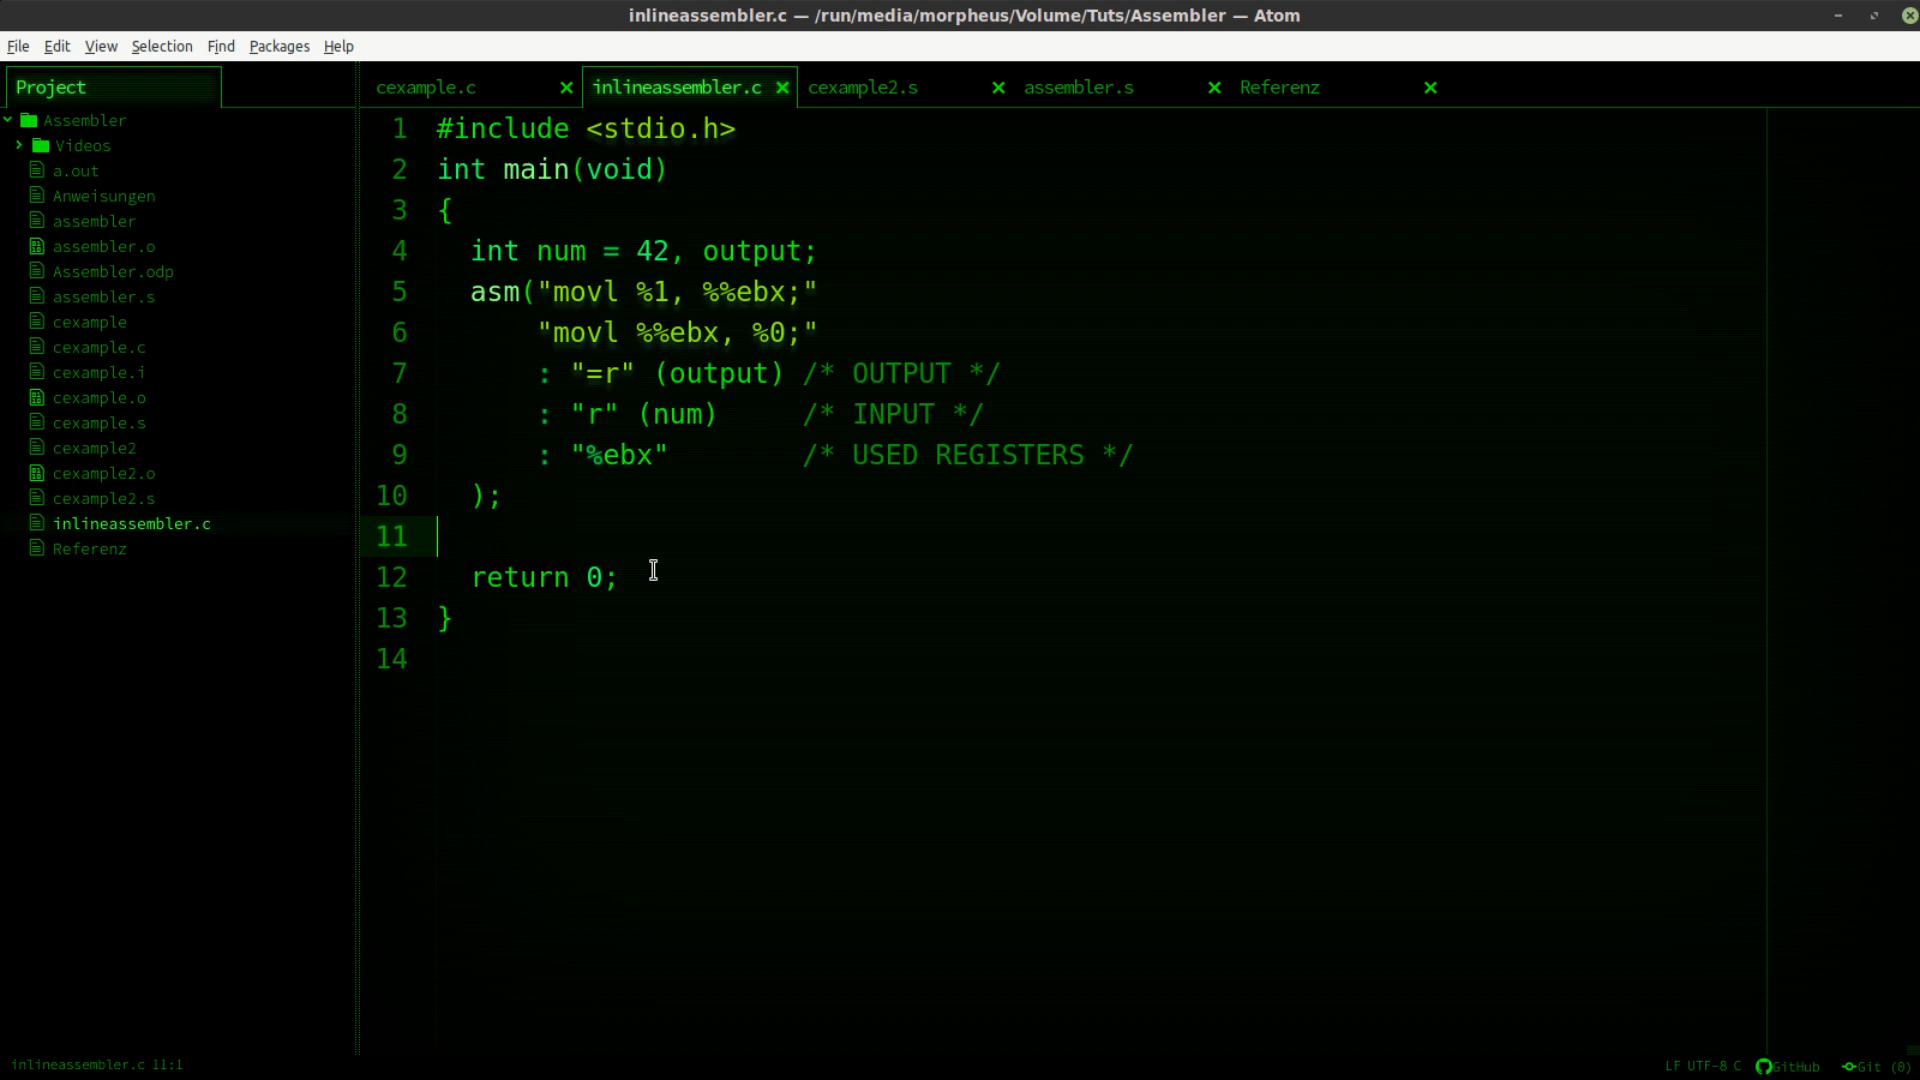 inlineassembler.c — /run/media/morpheus/Volume/Tuts/Assembler — Atom
File Edit View Selection Find Packages Help
Project
Assembler
Videos
a.out
Anweisungen
assembler
assembler.o
Assembler.odp
assembler.s
cexample
cexample.c
cexample.i
cexample.o
cexample.s
cexample2
cexample2.o
cexample2.s
inlineassembler.c
Referenz
cexample.c inlineassembler.c cexample2.s assembler.s Referenz
1 #include <stdio.h>
2 int main(void)
3 {
4   int num = 42, output;
5   asm("movl %1, %%ebx;"
6       "movl %%ebx, %0;"
7       : "=r" (output) /* OUTPUT */
8       : "r" (num)     /* INPUT */
9       : "%ebx"        /* USED REGISTERS */
10   );
11
12   return 0;
13 }
14
inlineassembler.c 11:1
LF UTF-8 C GitHub Git (0)